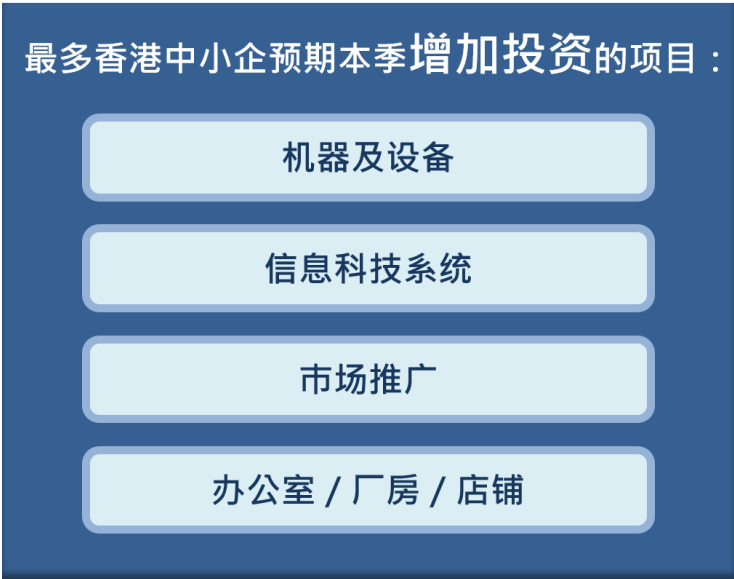 最多香港中小企预期本季增加投资的项目：
机器及设备
信息科技系统
市场推广
办公室 / 厂房 / 店铺